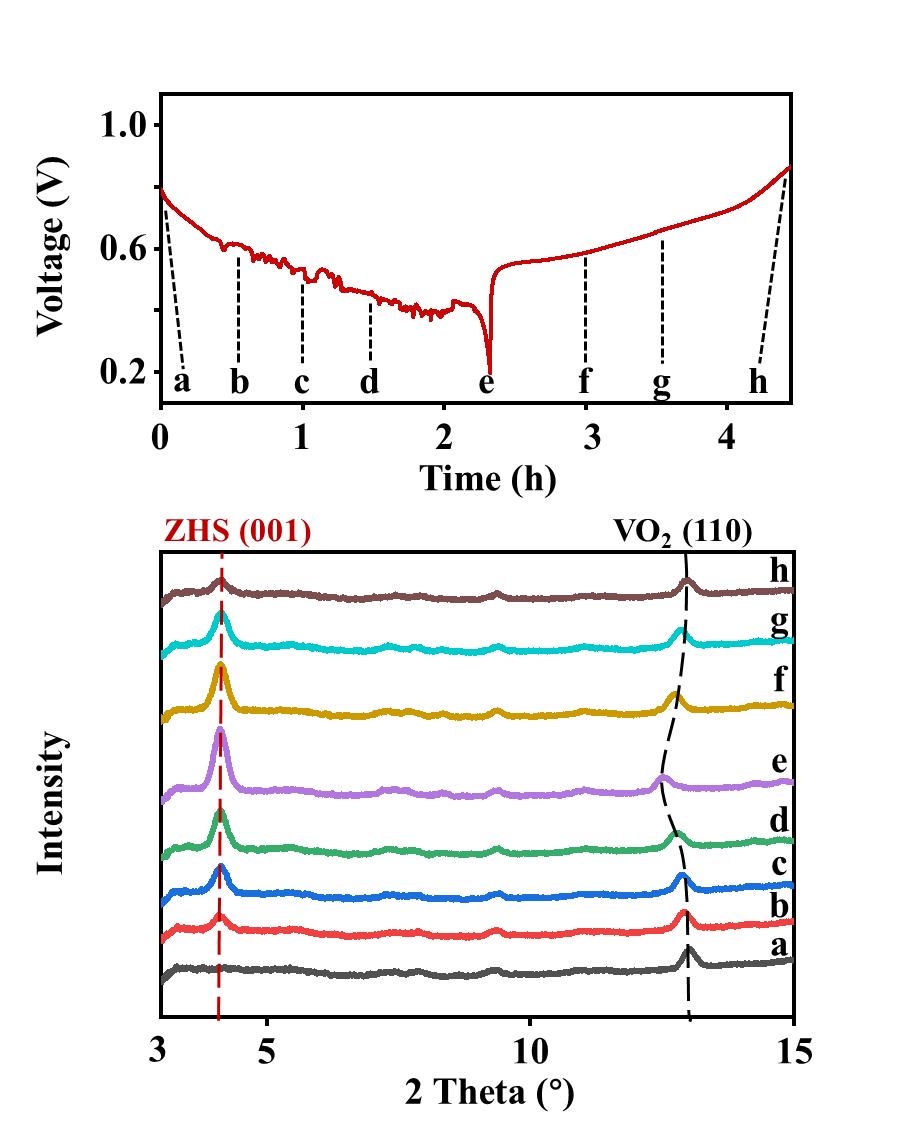 1.0
0.6
0.2
Voltage (V)
a b c d e f g h
0 1 2 3 4
Time (h)
ZHS (001) VO₂ (110)
h
g
f
e
d
c
b
a
Intensity
3 5 10 15
2 Theta (°)